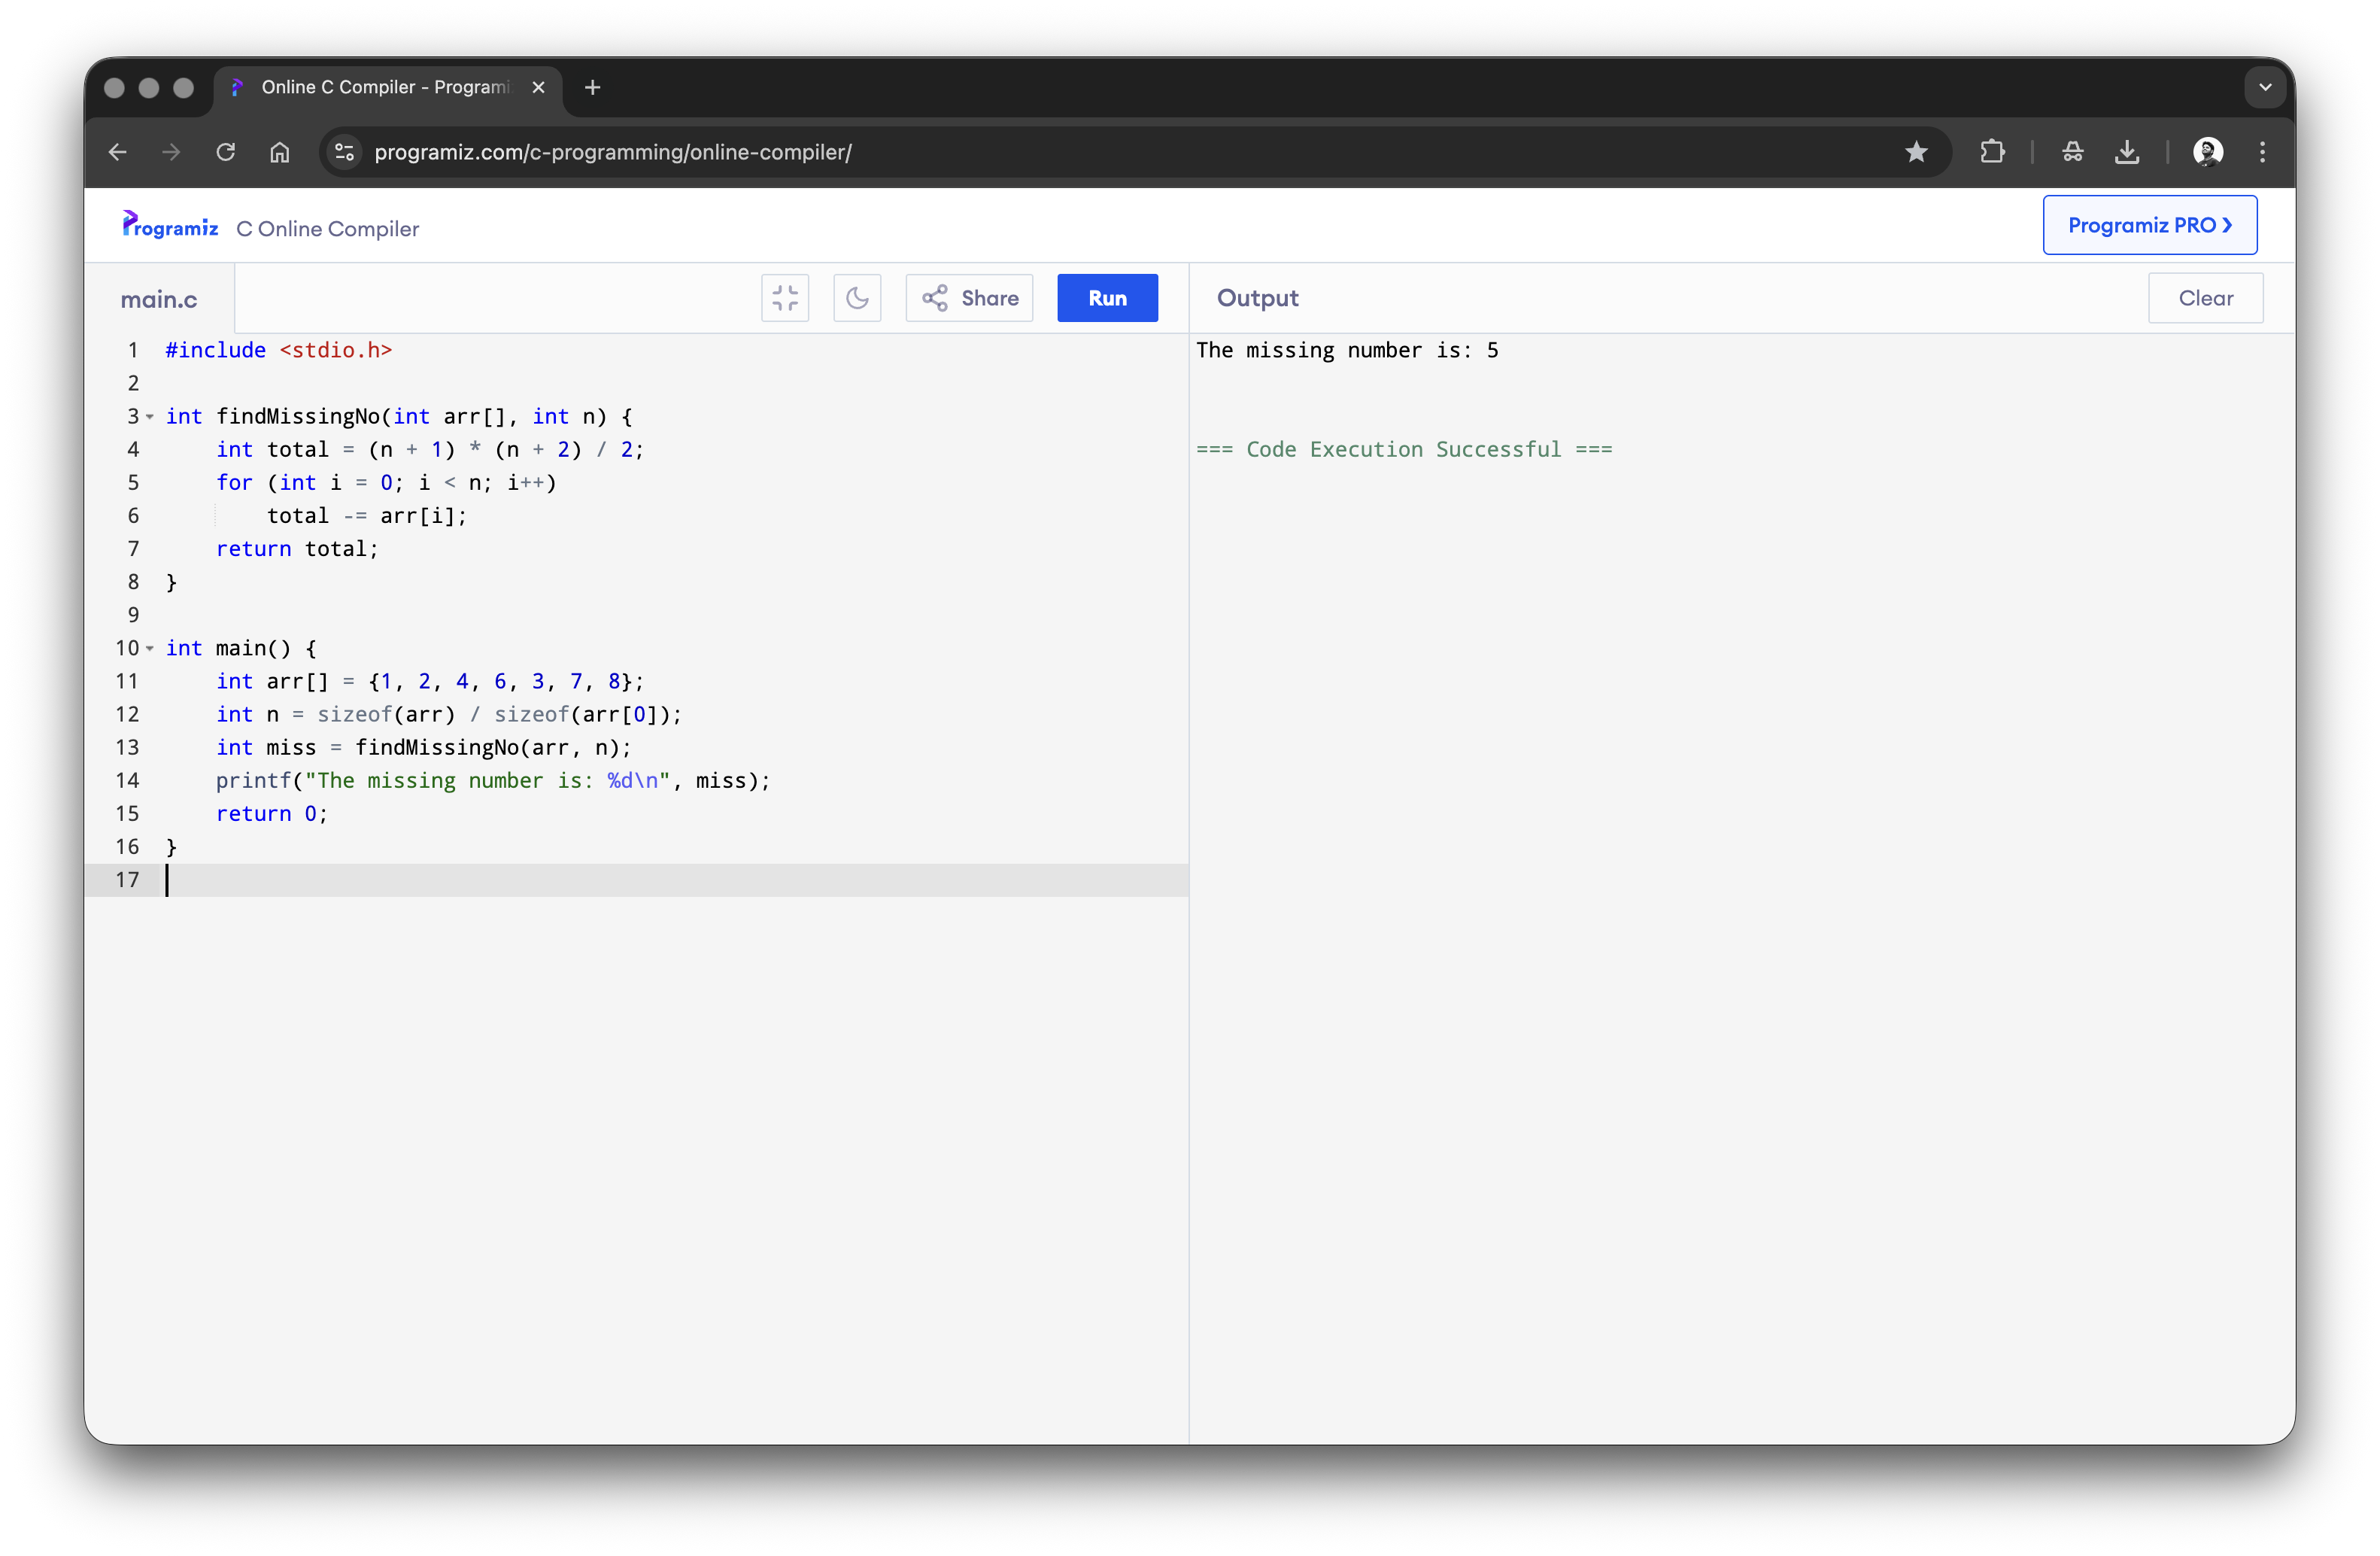 Online C Compiler - Programi
programiz.com/c-programming/online-compiler/
Programiz C Online Compiler
Programiz PRO ❯
main.c
Share
Run
Output
Clear
1 #include <stdio.h>
2
3 int findMissingNo(int arr[], int n) {
4     int total = (n + 1) * (n + 2) / 2;
5     for (int i = 0; i < n; i++)
6         total -= arr[i];
7     return total;
8 }
9
10 int main() {
11     int arr[] = {1, 2, 4, 6, 3, 7, 8};
12     int n = sizeof(arr) / sizeof(arr[0]);
13     int miss = findMissingNo(arr, n);
14     printf("The missing number is: %d\n", miss);
15     return 0;
16 }
17
The missing number is: 5
=== Code Execution Successful ===